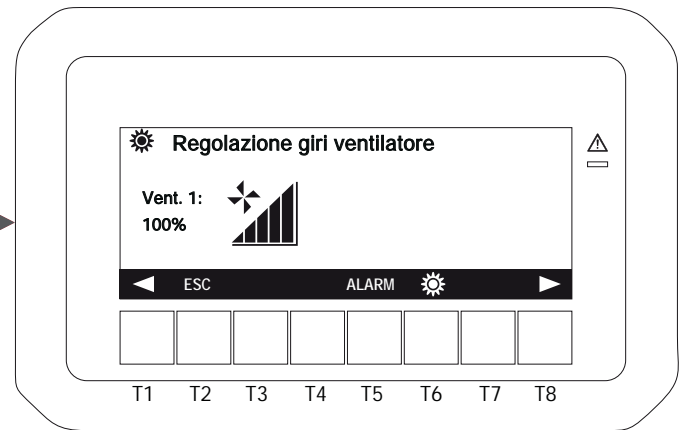 Regolazione giri ventilatore
Vent. 1:
100%
ESC ALARM
T1 T2 T3 T4 T5 T6 T7 T8